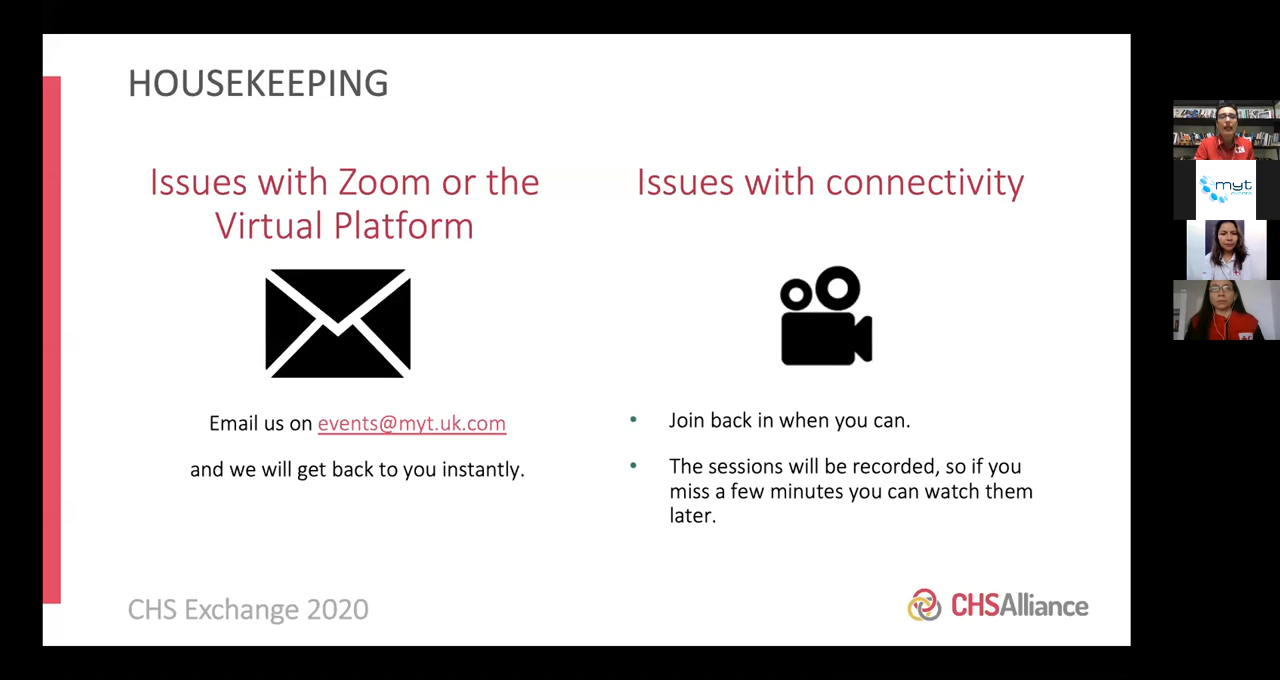 HOUSEKEEPING
Issues with Zoom or the
Virtual Platform
Email us on events@myt.uk.com
and we will get back to you instantly.
Issues with connectivity
• Join back in when you can.
• The sessions will be recorded, so if you
miss a few minutes you can watch them
later.
CHS Exchange 2020
CHSAlliance
myt
events